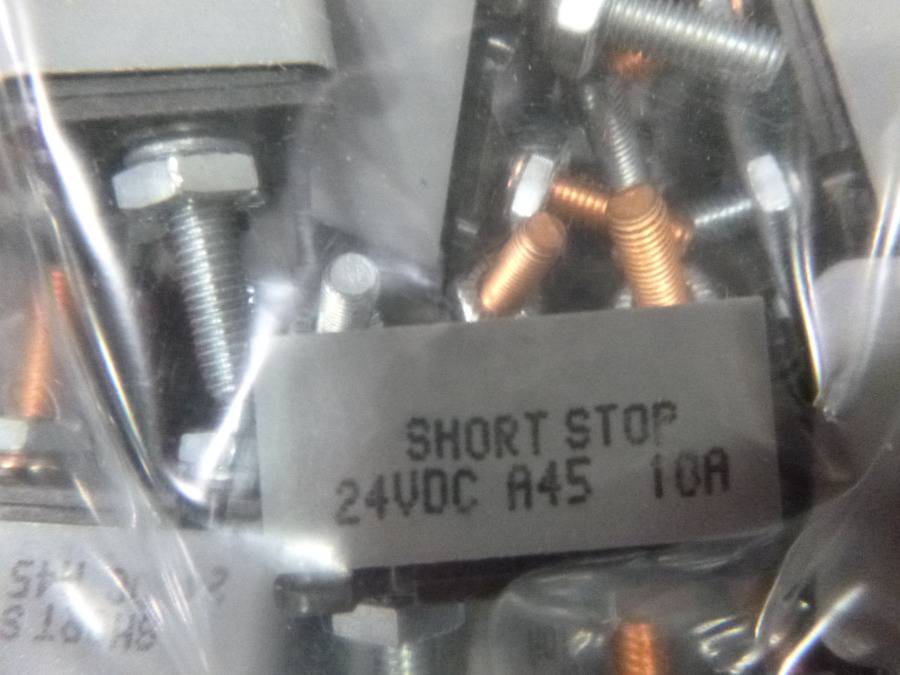 SHORT STOP
24VDC A45 10A